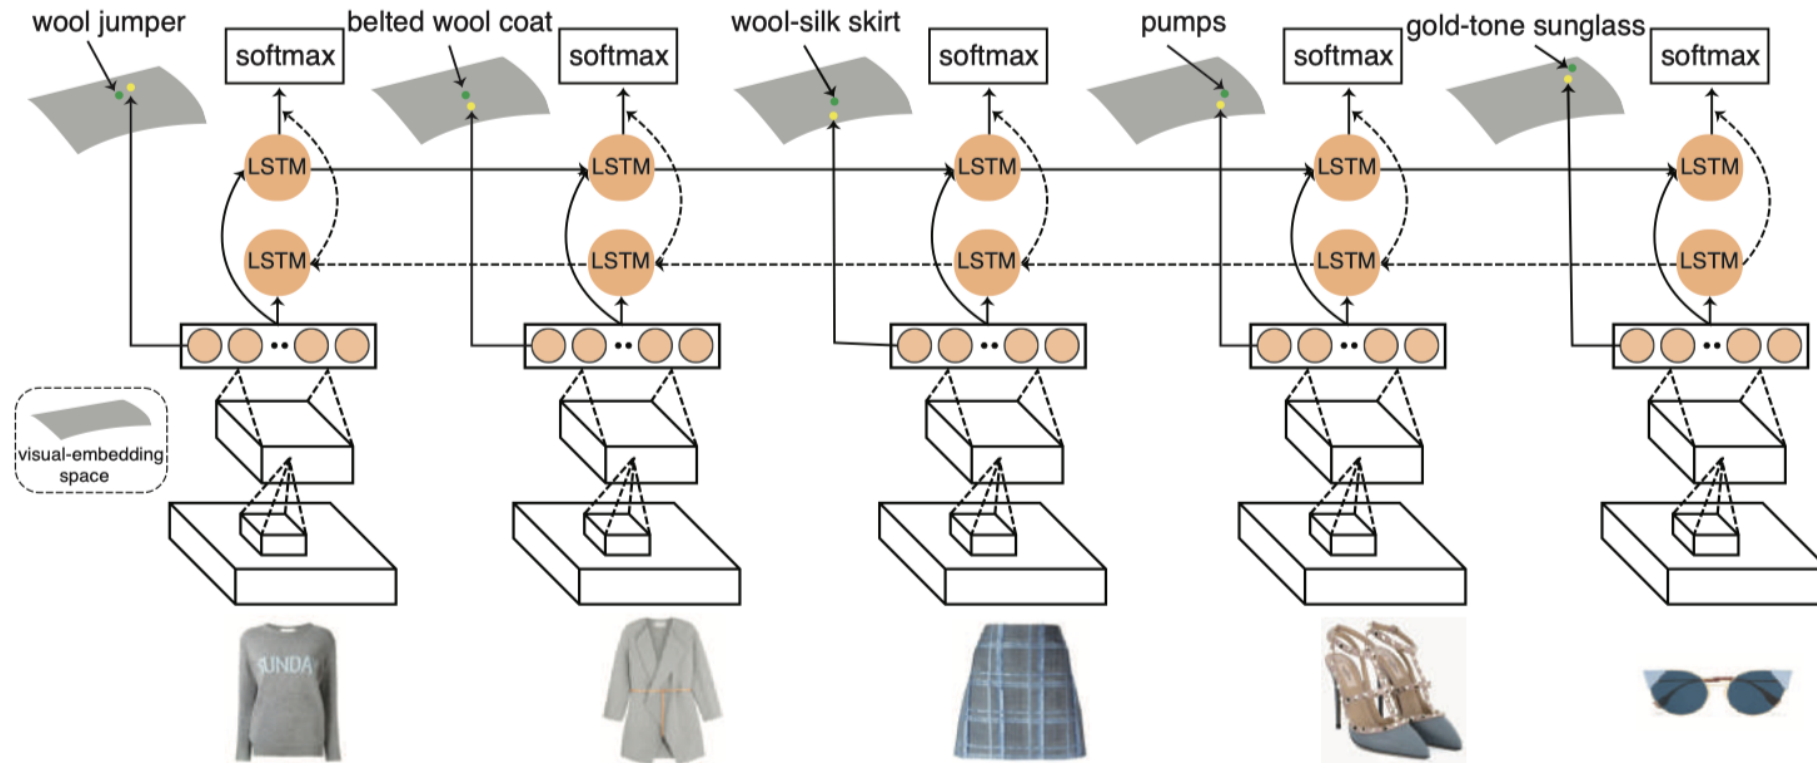 wool jumper
softmax
belted wool coat
softmax
wool-silk skirt
softmax
pumps
softmax
gold-tone sunglass
softmax
LSTM
LSTM
LSTM
LSTM
LSTM
LSTM
LSTM
LSTM
LSTM
LSTM
visual-embedding
space
SUNDA